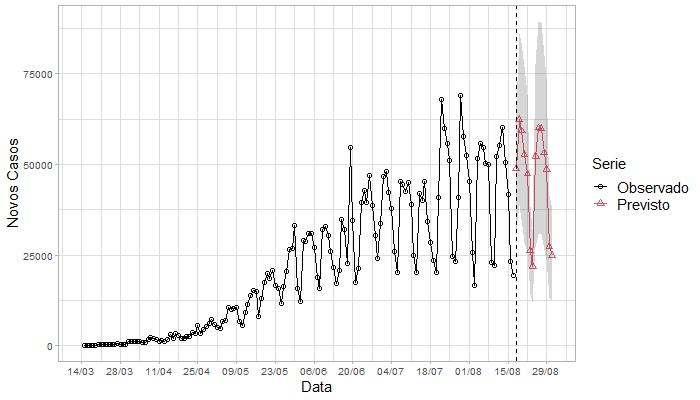 Novos Casos
75000
50000
25000
0
14/03 28/03 11/04 25/04 09/05 23/05 06/06 20/06 04/07 18/07 01/08 15/08 29/08
Data
Serie
Observado
Previsto